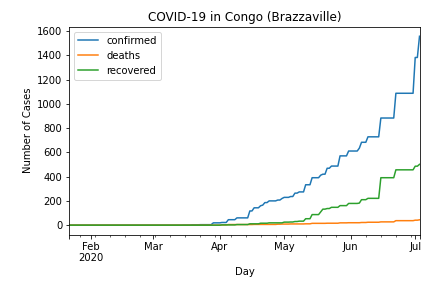 COVID-19 in Congo (Brazzaville)
confirmed
deaths
recovered
Number of Cases
1600
1400
1200
1000
800
600
400
200
0
Feb Mar Apr May Jun Jul
2020
Day